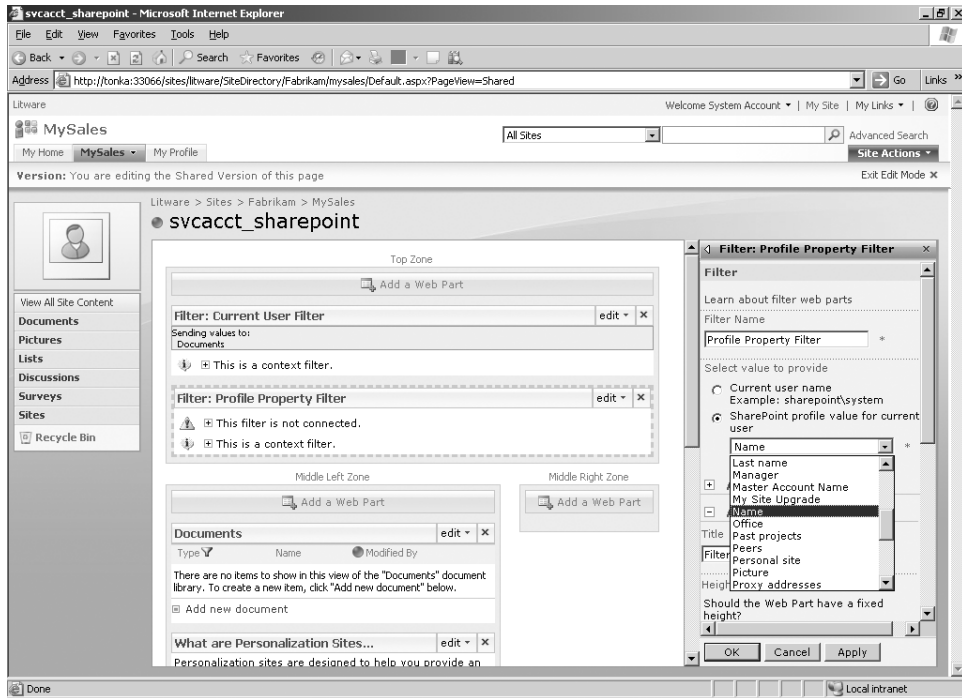 svcacct_sharepoint - Microsoft Internet Explorer
File Edit View Favorites Tools Help
Back Search Favorites
Address http://tonka:33066/sites/litware/SiteDirectory/Fabrikam/mysales/Default.aspx?PageView=Shared Go Links »
Litware Welcome System Account | My Site | My Links |
MySales All Sites Advanced Search
My Home MySales My Profile Site Actions
Version: You are editing the Shared Version of this page Exit Edit Mode ×
Litware > Sites > Fabrikam > MySales
svcacct_sharepoint
View All Site Content
Documents
Pictures
Lists
Discussions
Surveys
Sites
Recycle Bin
Top Zone
Add a Web Part
Filter: Current User Filter edit ×
Sending values to:
Documents
This is a context filter.
Filter: Profile Property Filter edit ×
This filter is not connected.
This is a context filter.
Middle Left Zone
Add a Web Part
Documents edit ×
Type Name Modified By
There are no items to show in this view of the "Documents" document
library. To create a new item, click "Add new document" below.
Add new document
What are Personalization Sites... edit ×
Personalization sites are designed to help you provide an
Middle Right Zone
Add a Web Part
Filter: Profile Property Filter ×
Filter
Learn about filter web parts
Filter Name
Profile Property Filter *
Select value to provide
Current user name
Example: sharepoint\system
SharePoint profile value for current
user
Name *
Last name
Manager
Master Account Name
My Site Upgrade
Name
Office
Past projects
Peers
Personal site
Picture
Proxy addresses
Title
Filter
Should the Web Part have a fixed
height?
OK Cancel Apply
Done Local intranet